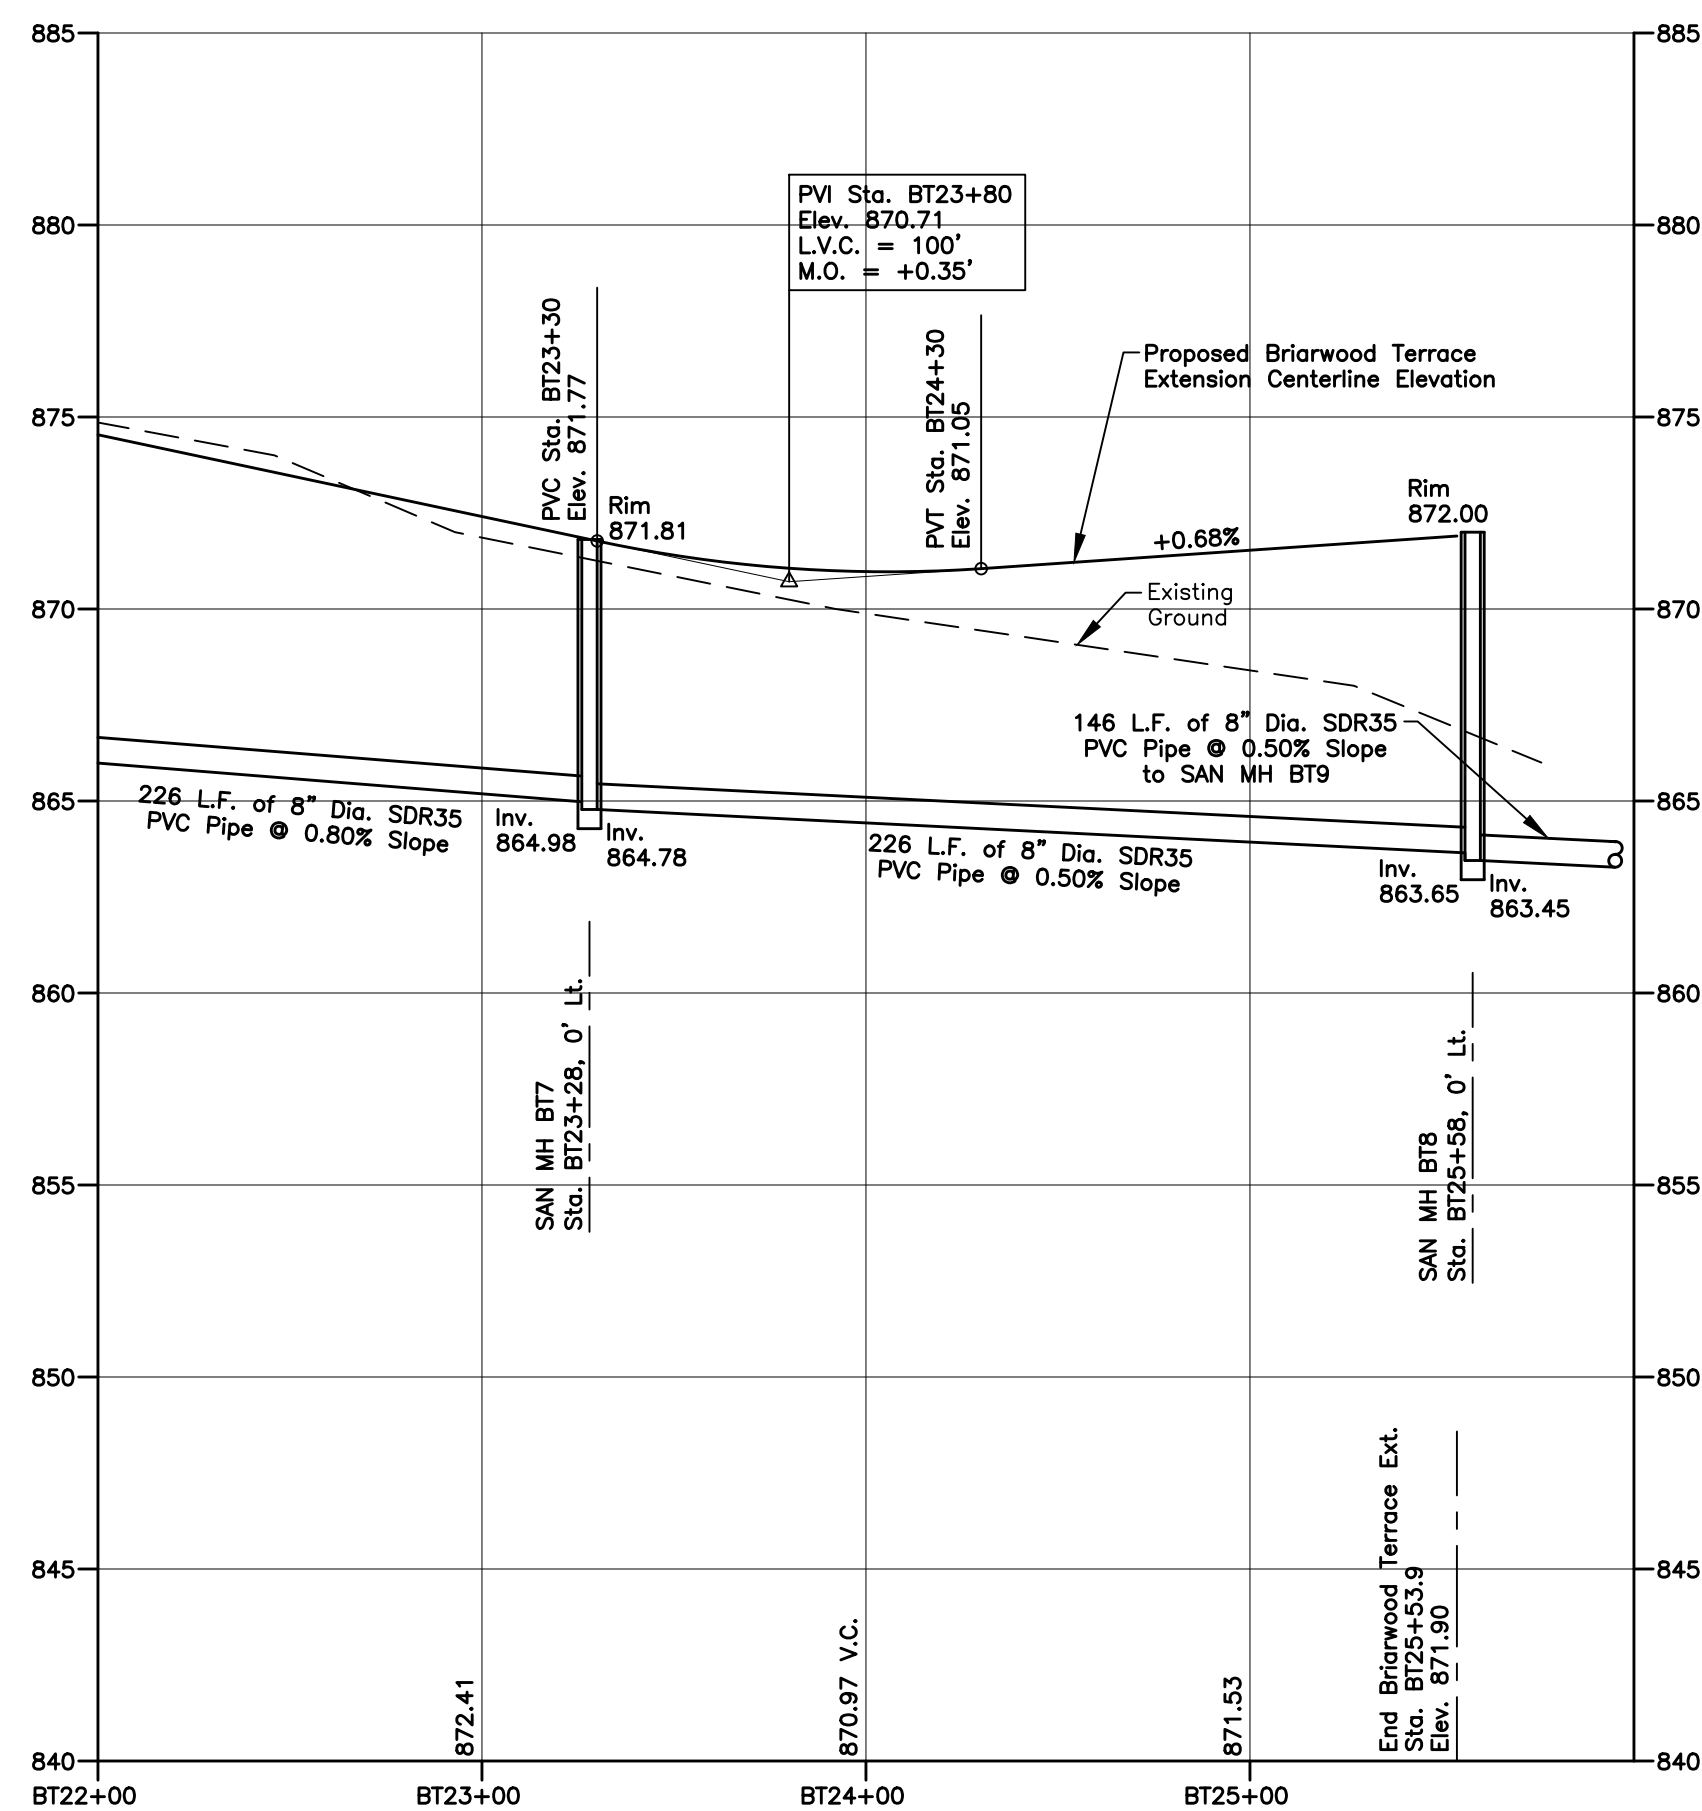 885
885
PVI Sta. BT23+80
Elev. 870.71
L.V.C. = 100'
M.O. = +0.35'
880
880
PVC Sta. BT23+30
Elev. 871.77
PVT Sta. BT24+30
Elev. 871.05
Proposed Briarwood Terrace
Extension Centerline Elevation
875
875
Rim
871.81
Rim
872.00
+0.68%
Existing
Ground
870
870
146 L.F. of 8" Dia. SDR35
PVC Pipe @ 0.50% Slope
to SAN MH BT9
865
865
226 L.F. of 8" Dia. SDR35
PVC Pipe @ 0.80% Slope
Inv.
864.98
Inv.
864.78
226 L.F. of 8" Dia. SDR35
PVC Pipe @ 0.50% Slope
Inv.
863.65
Inv.
863.45
860
860
SAN MH BT7
Sta. BT23+28, 0' Lt.
SAN MH BT8
Sta. BT25+58, 0' Lt.
855
855
850
850
845
845
End Briarwood Terrace Ext.
Sta. BT25+53.9
Elev. 871.90
872.41
870.97 V.C.
871.53
840
840
BT22+00
BT23+00
BT24+00
BT25+00